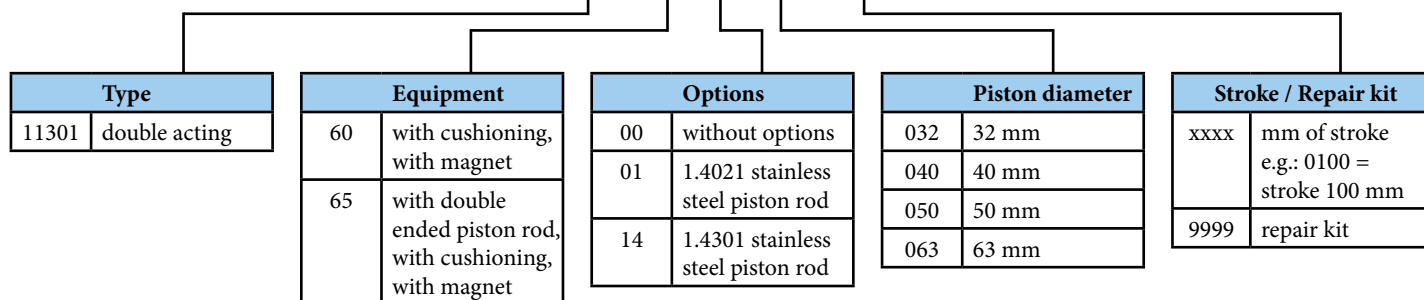 Type
11301 double acting
Equipment
60 with cushioning,
with magnet
65 with double
ended piston rod,
with cushioning,
with magnet
Options
00 without options
01 1.4021 stainless
steel piston rod
14 1.4301 stainless
steel piston rod
Piston diameter
032 32 mm
040 40 mm
050 50 mm
063 63 mm
Stroke / Repair kit
xxxx mm of stroke
e.g.: 0100 =
stroke 100 mm
9999 repair kit